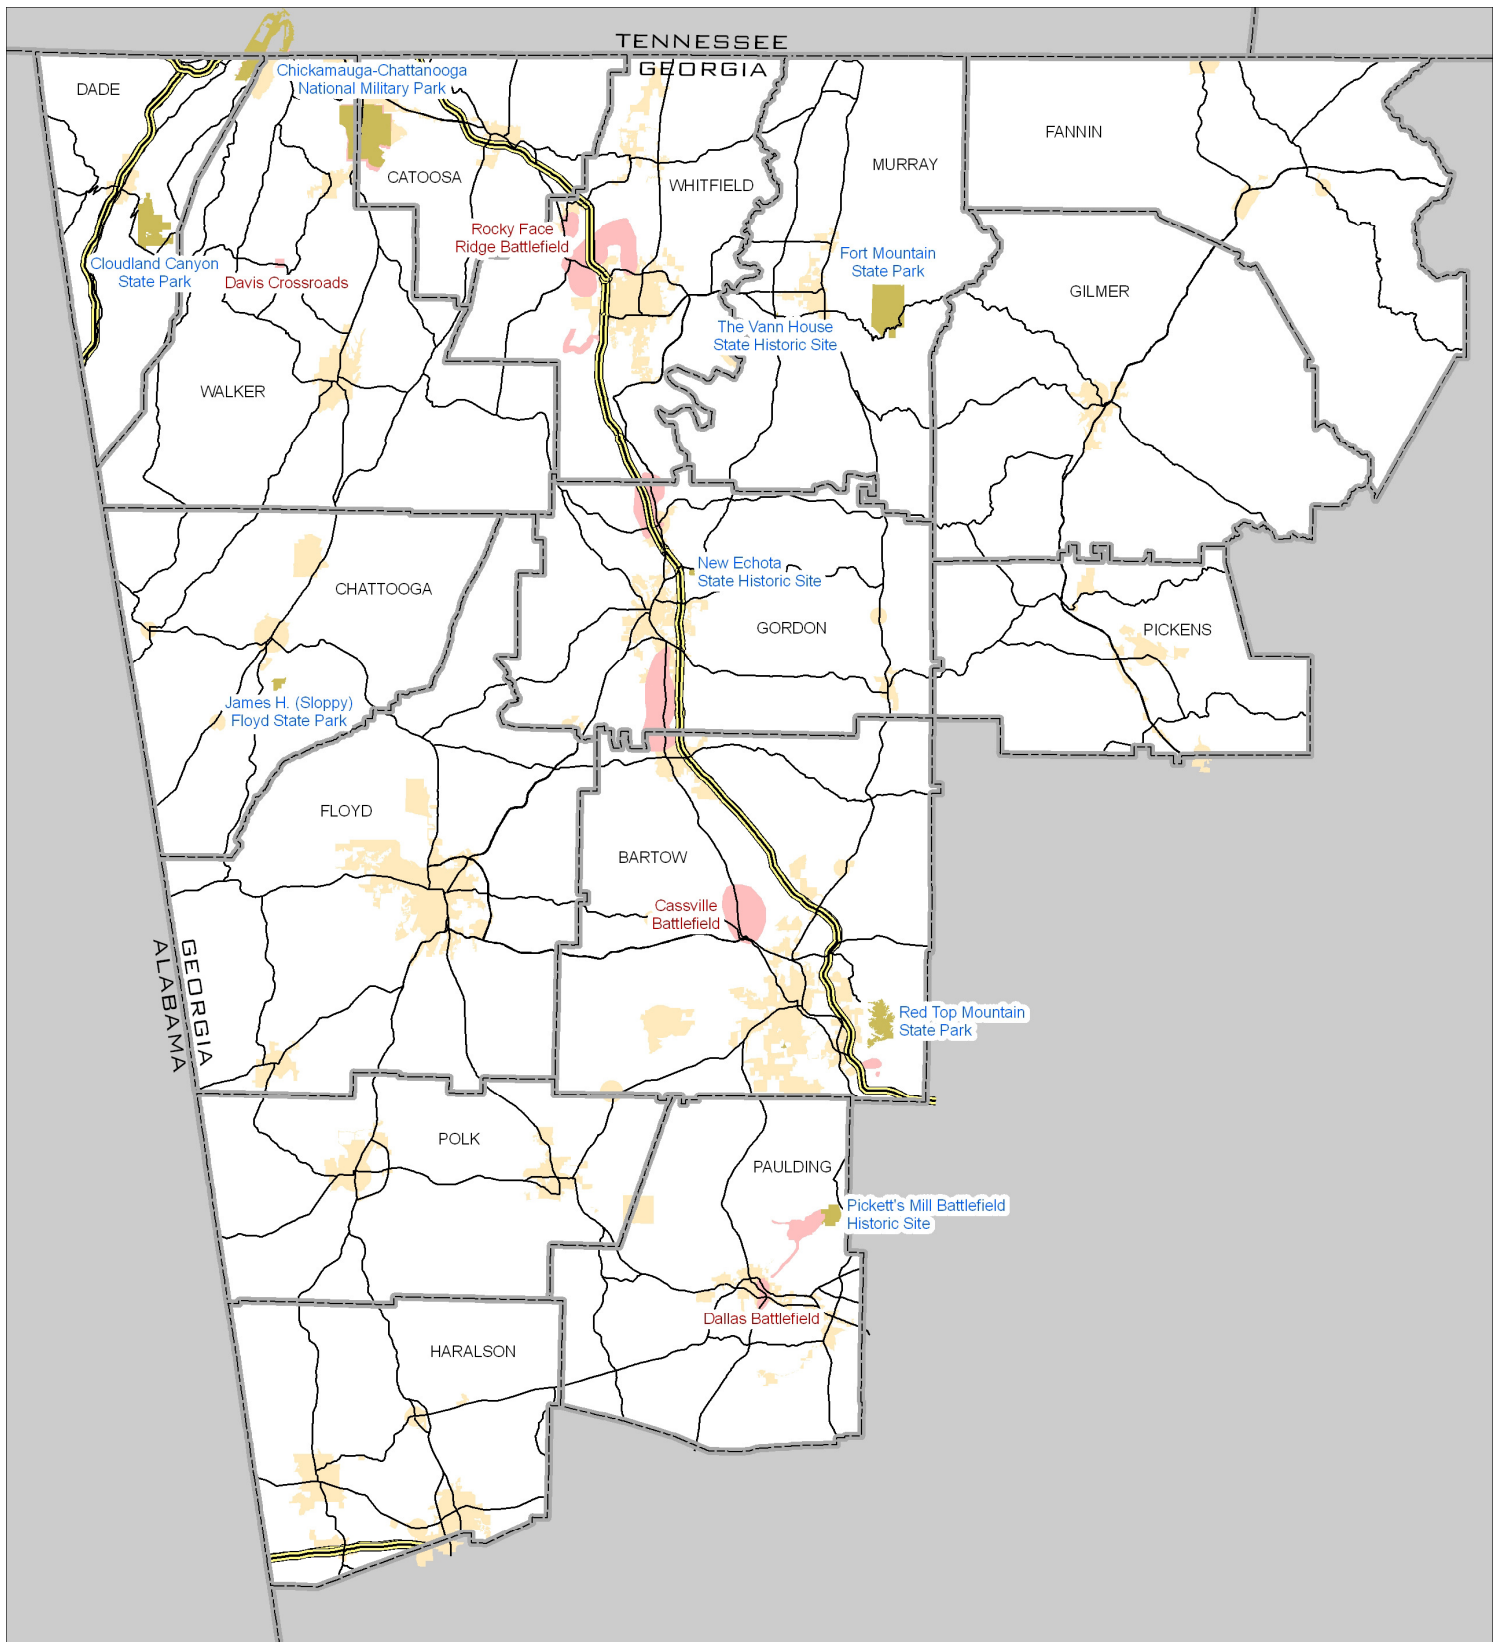 TENNESSEE
GEORGIA
Chickamauga-Chattanooga
National Military Park
DADE
FANNIN
MURRAY
CATOOSA
WHITFIELD
Rocky Face
Ridge Battlefield
Fort Mountain
State Park
Cloudland Canyon
State Park
Davis Crossroads
GILMER
The Vann House
State Historic Site
WALKER
New Echota
State Historic Site
CHATTOOGA
GORDON
PICKENS
James H. (Sloppy)
Floyd State Park
FLOYD
BARTOW
Cassville
Battlefield
GEORGIA
ALABAMA
Red Top Mountain
State Park
POLK
PAULDING
Pickett's Mill Battlefield
Historic Site
Dallas Battlefield
HARALSON